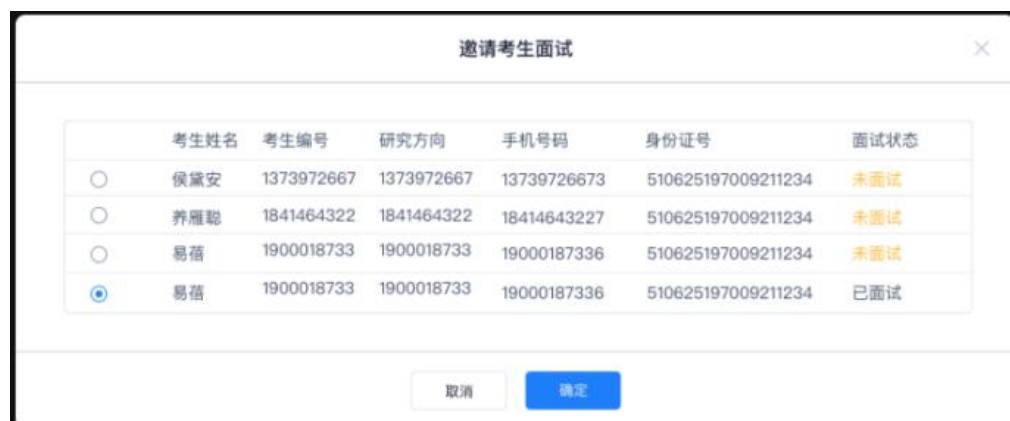 邀请考生面试
考生姓名 考生编号 研究方向 手机号码 身份证号 面试状态
侯黛安 1373972667 1373972667 13739726673 510625197009211234 未面试
养雁聪 1841464322 1841464322 18414643227 510625197009211234 未面试
易蓓 1900018733 1900018733 19000187336 510625197009211234 未面试
易蓓 1900018733 1900018733 19000187336 510625197009211234 已面试
取消 确定